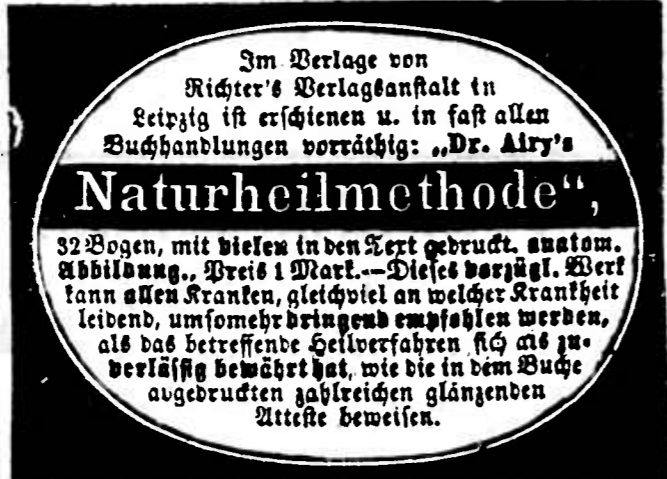 Im Verlage von
Richter's Verlagsanstalt in
Leipzig ist erschienen u. in fast allen
Buchhandlungen vorräthig: „Dr. Airy's
Naturheilmethode“,
32 Bogen, mit vielen in den Text gedruckt. anatom.
Abbildung., Preis 1 Mark.—Dieses vorzügl. Werk
kann allen Kranken, gleichviel an welcher Krankheit
leidend, umsomehr dringend empfohlen werden,
als das betreffende Heilverfahren sich als zu-
verlässig bewährt hat, wie die in dem Buche
abgedruckten zahlreichen glänzenden
Atteste beweisen.